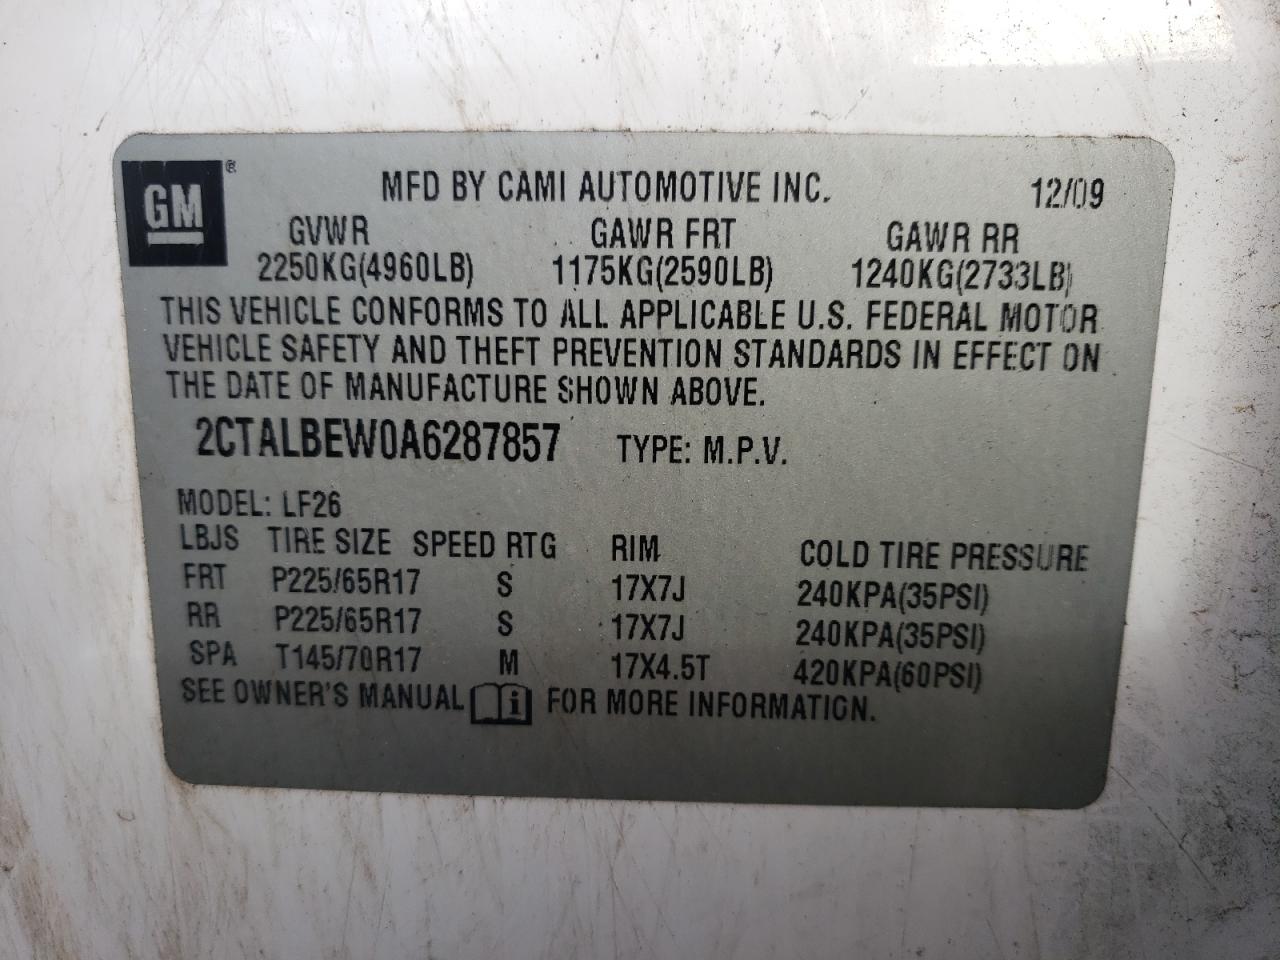 GM ®
MFD BY CAMI AUTOMOTIVE INC. 12/09
GVWR GAWR FRT GAWR RR
2250KG(4960LB) 1175KG(2590LB) 1240KG(2733LB)
THIS VEHICLE CONFORMS TO ALL APPLICABLE U.S. FEDERAL MOTOR
VEHICLE SAFETY AND THEFT PREVENTION STANDARDS IN EFFECT ON
THE DATE OF MANUFACTURE SHOWN ABOVE.
2CTALBEW0A6287857 TYPE: M.P.V.
MODEL: LF26
LBJS TIRE SIZE SPEED RTG RIM COLD TIRE PRESSURE
FRT P225/65R17 S 17X7J 240KPA(35PSI)
RR P225/65R17 S 17X7J 240KPA(35PSI)
SPA T145/70R17 M 17X4.5T 420KPA(60PSI)
SEE OWNER'S MANUAL i FOR MORE INFORMATION.